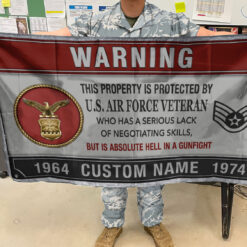 WARNING
THIS PROPERTY IS PROTECTED BY
U.S. AIR FORCE VETERAN
WHO HAS A SERIOUS LACK
OF NEGOTIATING SKILLS,
BUT IS ABSOLUTE HELL IN A GUNFIGHT
1964 CUSTOM NAME 1974